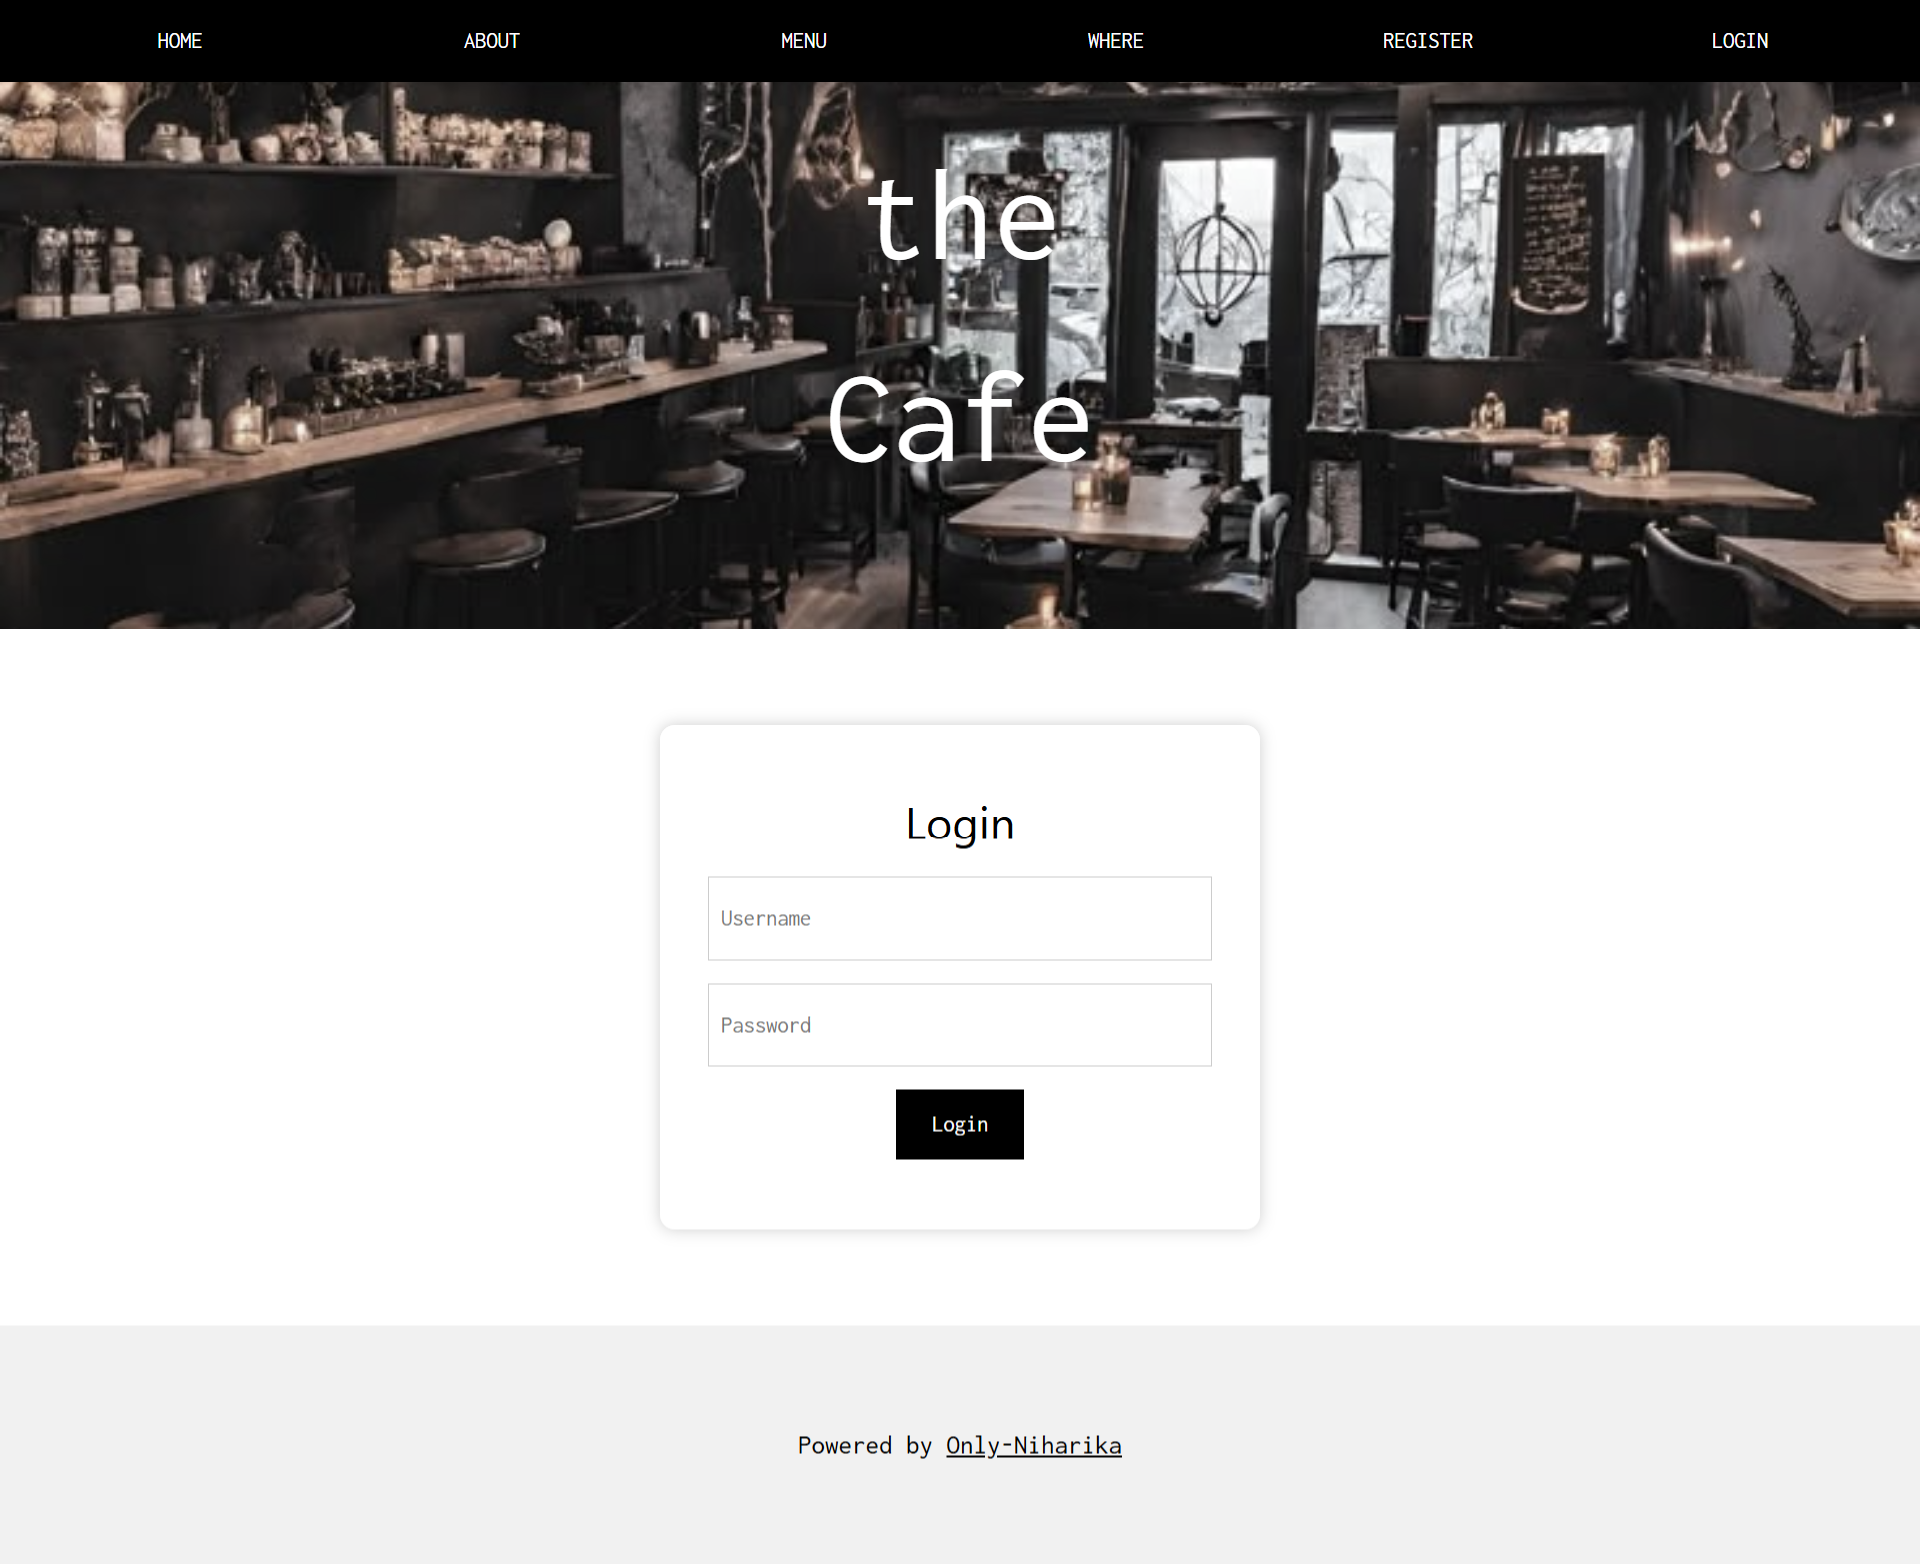 HOME ABOUT MENU WHERE REGISTER LOGIN
the
Cafe
Login
Username
Password
Login
Powered by Only-Niharika